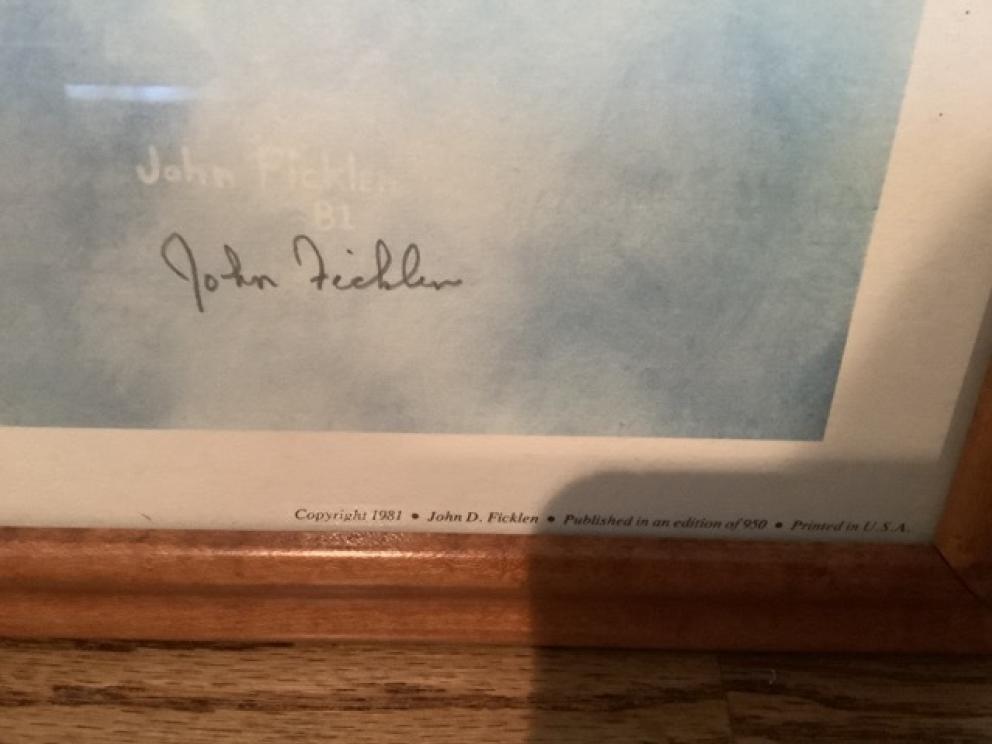 John Ficklen
81
John Ficklen
Copyright 1981 • John D. Ficklen • Published in an edition of 950 • Printed in U.S.A.